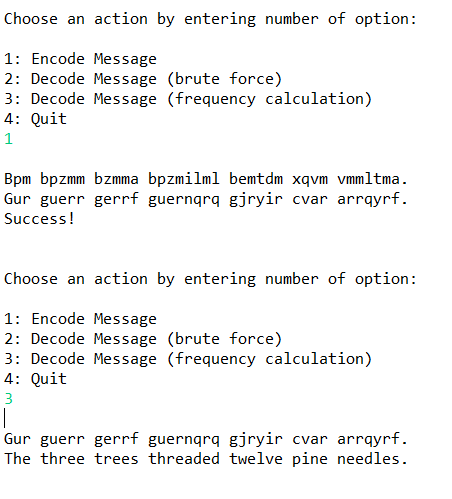 Choose an action by entering number of option:
1: Encode Message
2: Decode Message (brute force)
3: Decode Message (frequency calculation)
4: Quit
1
Bpm bpzmm bzmma bpzmilml bemtdm xqvm vmmltma.
Gur guerr gerrf guernqrq gjryir cvar arrqyrf.
Success!
Choose an action by entering number of option:
1: Encode Message
2: Decode Message (brute force)
3: Decode Message (frequency calculation)
4: Quit
3
Gur guerr gerrf guernqrq gjryir cvar arrqyrf.
The three trees threaded twelve pine needles.